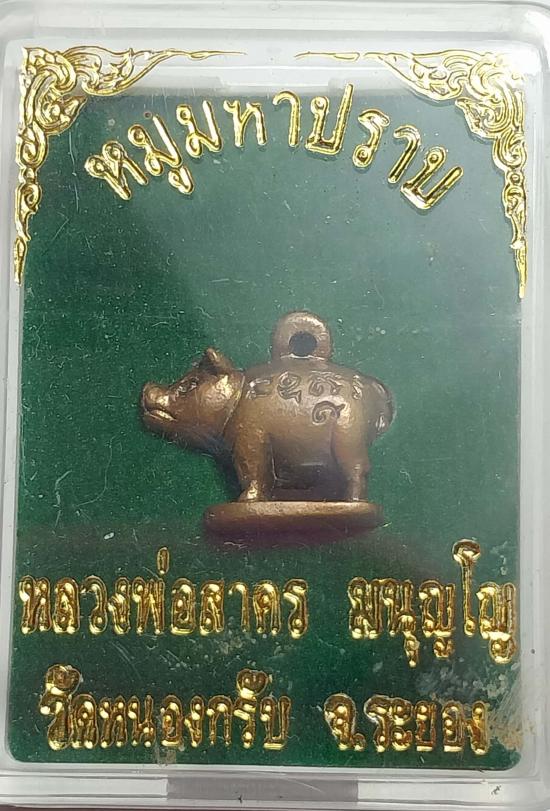 หมูมหาปราบ
หลวงพ่อสาคร มนุญฺโญ
วัดหนองกรับ จ.ระยอง